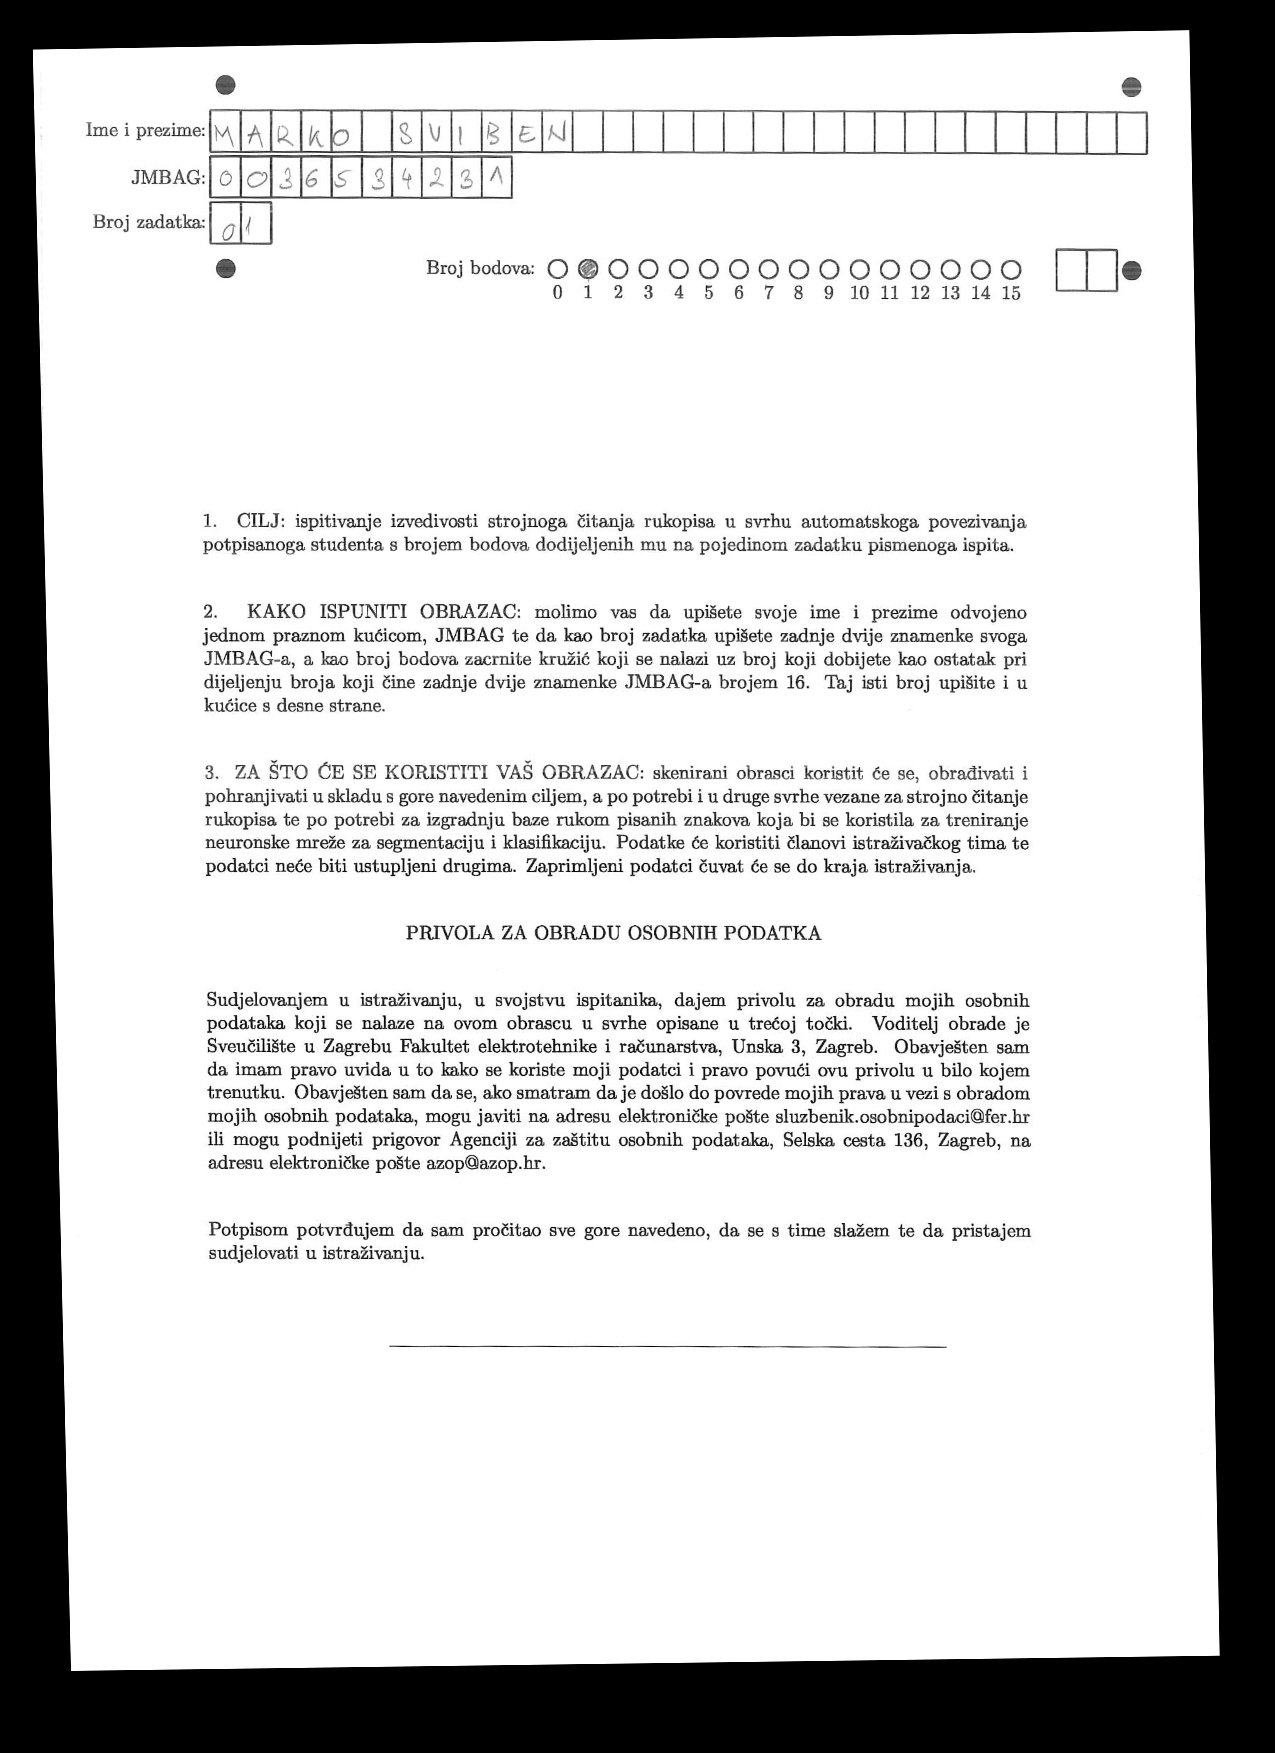 Ime i prezime: MARKO SVIBEN
JMBAG: 0036534231
Broj zadatka: 01
Broj bodova:
0 1 2 3 4 5 6 7 8 9 10 11 12 13 14 15
1. CILJ: ispitivanje izvedivosti strojnoga čitanja rukopisa u svrhu automatskoga povezivanja
potpisanoga studenta s brojem bodova dodijeljenih mu na pojedinom zadatku pismenoga ispita.
2. KAKO ISPUNITI OBRAZAC: molimo vas da upišete svoje ime i prezime odvojeno
jednom praznom kućicom, JMBAG te da kao broj zadatka upišete zadnje dvije znamenke svoga
JMBAG-a, a kao broj bodova zacrnite kružić koji se nalazi uz broj koji dobijete kao ostatak pri
dijeljenju broja koji čine zadnje dvije znamenke JMBAG-a brojem 16. Taj isti broj upišite i u
kućice s desne strane.
3. ZA ŠTO ĆE SE KORISTITI VAŠ OBRAZAC: skenirani obrasci koristit će se, obrađivati i
pohranjivati u skladu s gore navedenim ciljem, a po potrebi i u druge svrhe vezane za strojno čitanje
rukopisa te po potrebi za izgradnju baze rukom pisanih znakova koja bi se koristila za treniranje
neuronske mreže za segmentaciju i klasifikaciju. Podatke će koristiti članovi istraživačkog tima te
podatci neće biti ustupljeni drugima. Zaprimljeni podatci čuvat će se do kraja istraživanja.
PRIVOLA ZA OBRADU OSOBNIH PODATKA
Sudjelovanjem u istraživanju, u svojstvu ispitanika, dajem privolu za obradu mojih osobnih
podataka koji se nalaze na ovom obrascu u svrhe opisane u trećoj točki. Voditelj obrade je
Sveučilište u Zagrebu Fakultet elektrotehnike i računarstva, Unska 3, Zagreb. Obavješten sam
da imam pravo uvida u to kako se koriste moji podatci i pravo povući ovu privolu u bilo kojem
trenutku. Obavješten sam da se, ako smatram da je došlo do povrede mojih prava u vezi s obradom
mojih osobnih podataka, mogu javiti na adresu elektroničke pošte sluzbenik.osobnipodaci@fer.hr
ili mogu podnijeti prigovor Agenciji za zaštitu osobnih podataka, Selska cesta 136, Zagreb, na
adresu elektroničke pošte azop@azop.hr.
Potpisom potvrđujem da sam pročitao sve gore navedeno, da se s time slažem te da pristajem
sudjelovati u istraživanju.